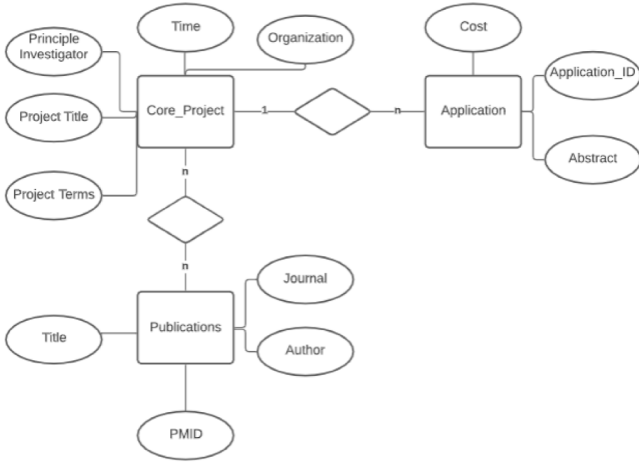 Time
Cost
Principle
Investigator
Organization
Application_ID
Project Title
Core_Project
1
n
Application
Abstract
Project Terms
n
n
Journal
Publications
Title
Author
PMID